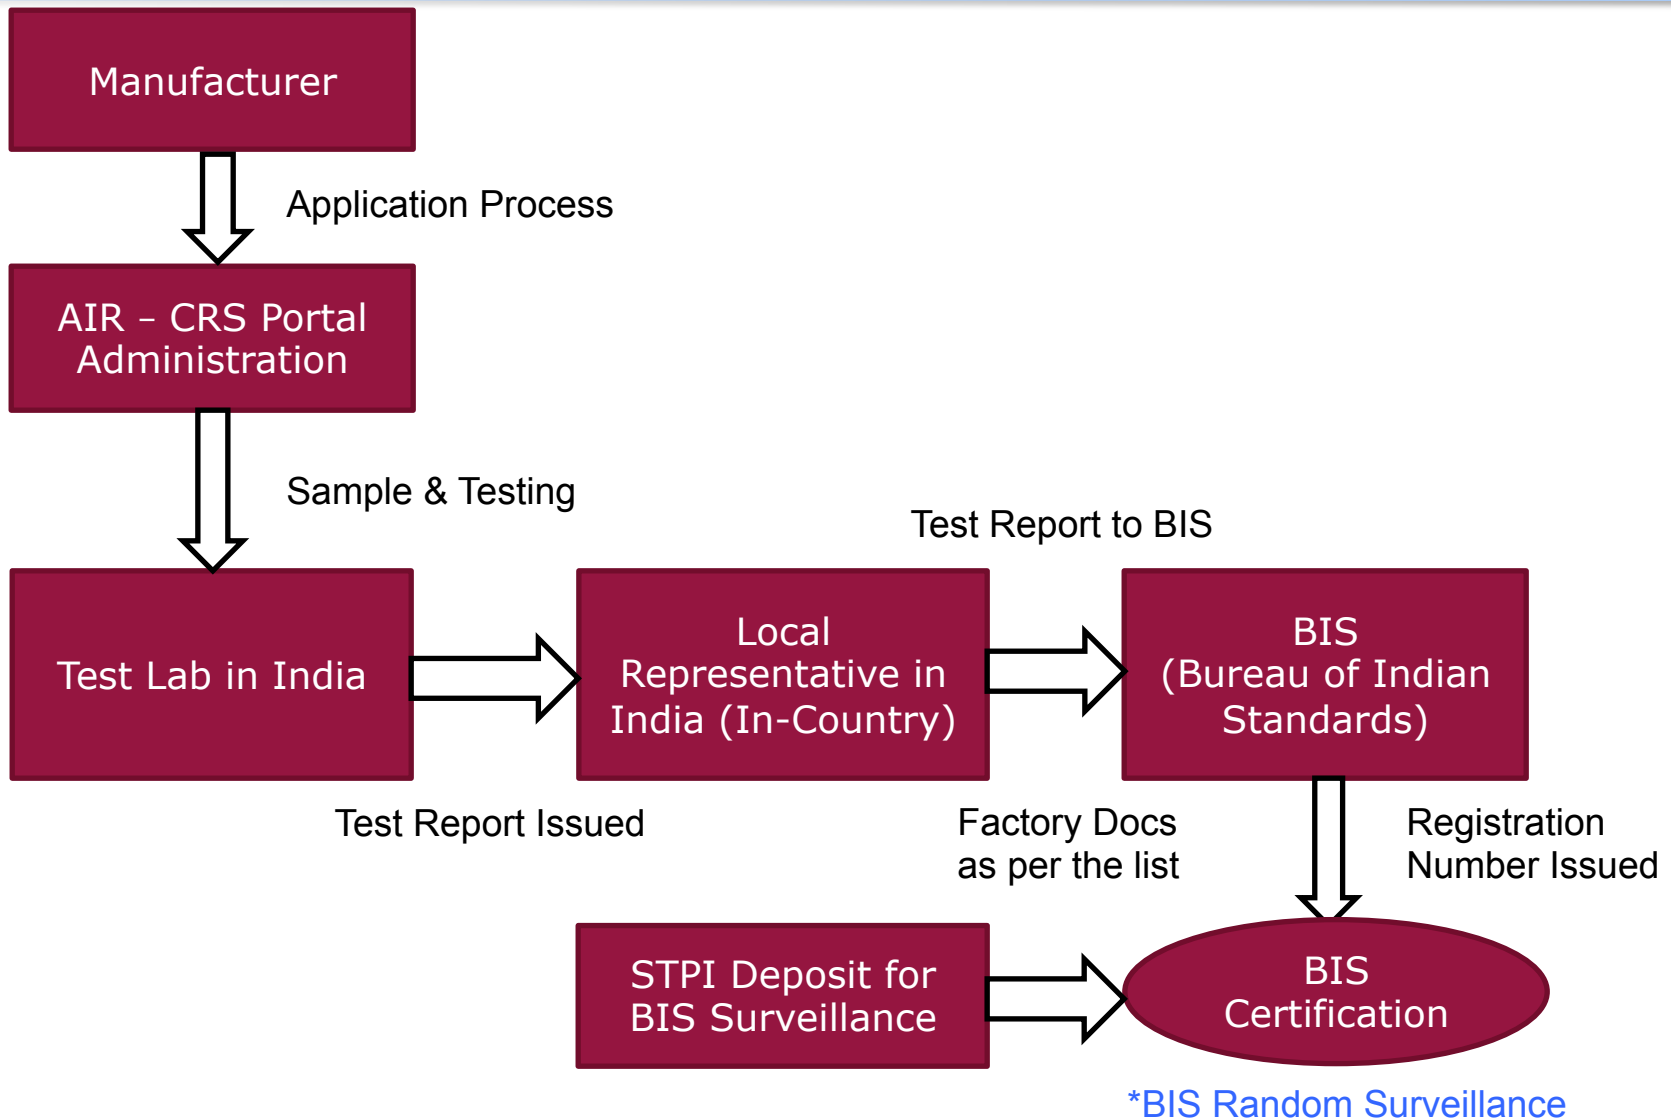 Manufacturer
Application Process
AIR – CRS Portal
Administration
Sample & Testing
Test Report to BIS
Test Lab in India
Local
Representative in
India (In-Country)
BIS
(Bureau of Indian
Standards)
Test Report Issued
Factory Docs
as per the list
Registration
Number Issued
STPI Deposit for
BIS Surveillance
BIS
Certification
*BIS Random Surveillance